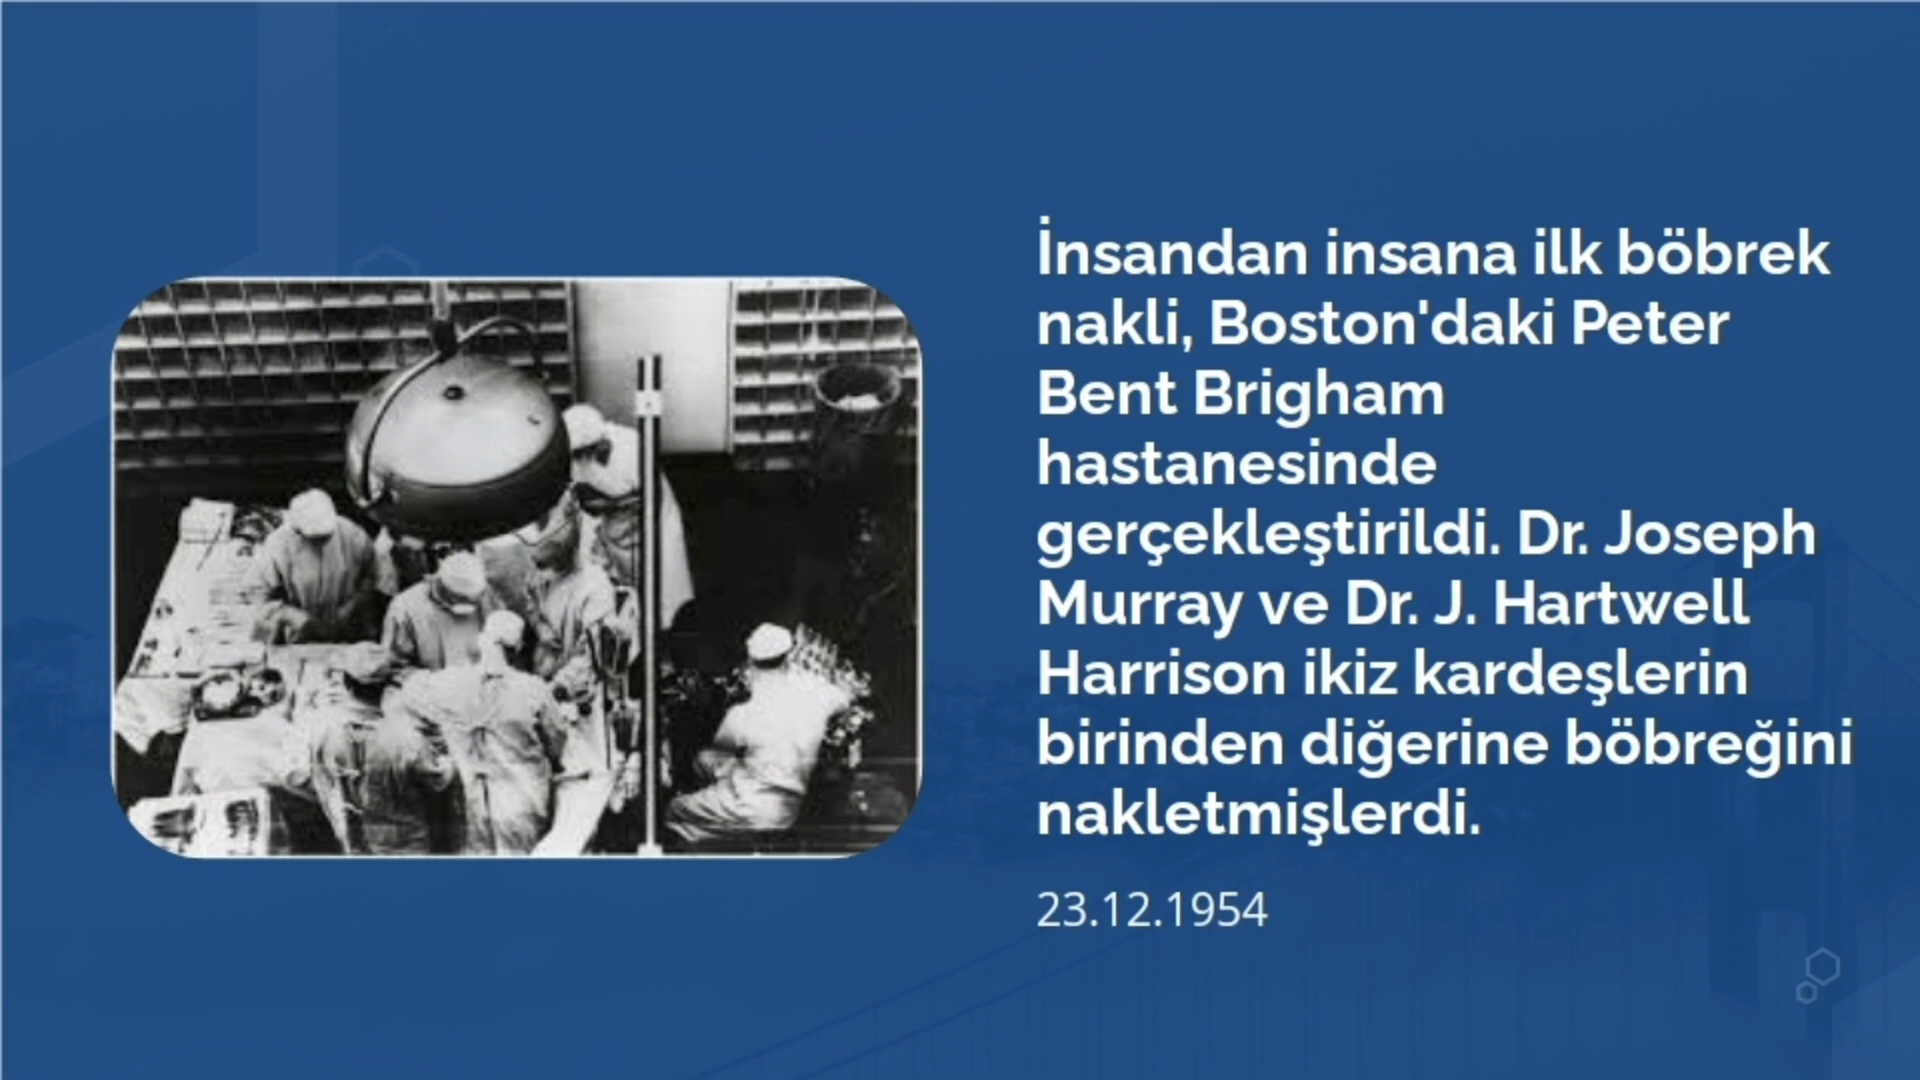 İnsandan insana ilk böbrek
nakli, Boston'daki Peter
Bent Brigham
hastanesinde
gerçekleştirildi. Dr. Joseph
Murray ve Dr. J. Hartwell
Harrison ikiz kardeşlerin
birinden diğerine böbreğini
nakletmişlerdi.
23.12.1954